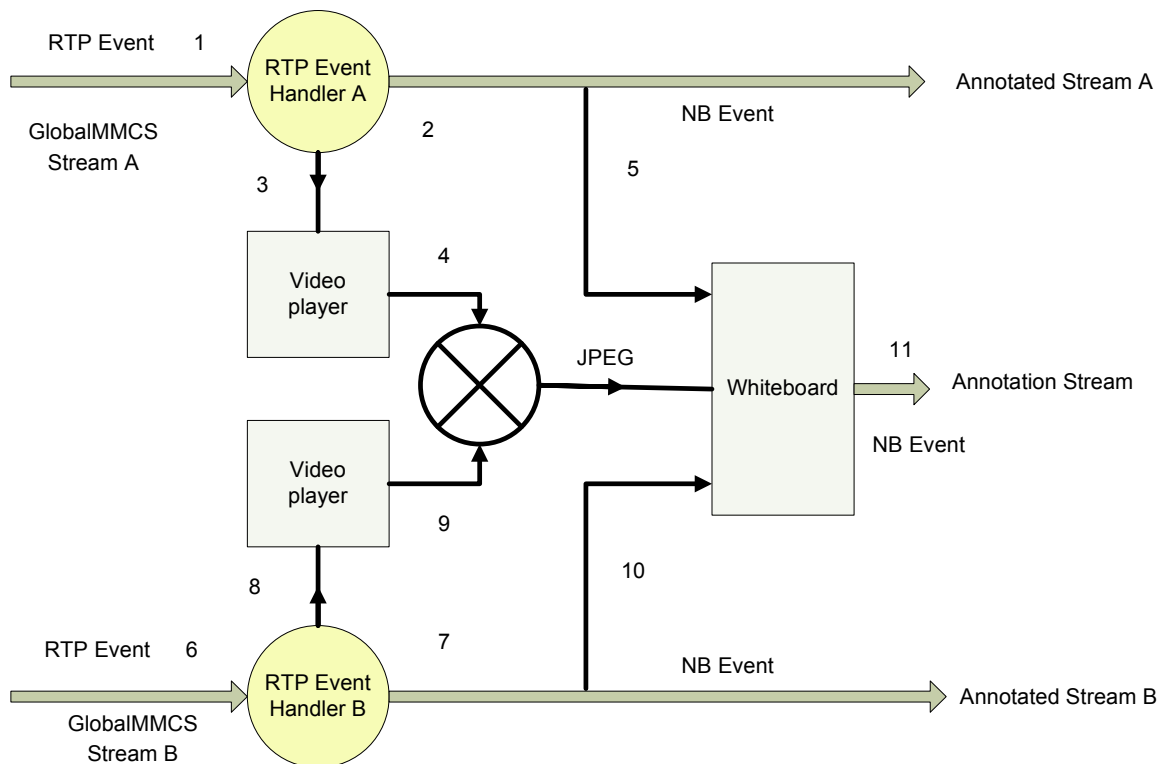 RTP Event 1
RTP Event
Handler A
Annotated Stream A
GlobalMMCS
Stream A
2
NB Event
3
5
Video
player
4
JPEG
Whiteboard
11
Annotation Stream
NB Event
Video
player
9
8
10
RTP Event 6
7
NB Event
RTP Event
Handler B
Annotated Stream B
GlobalMMCS
Stream B